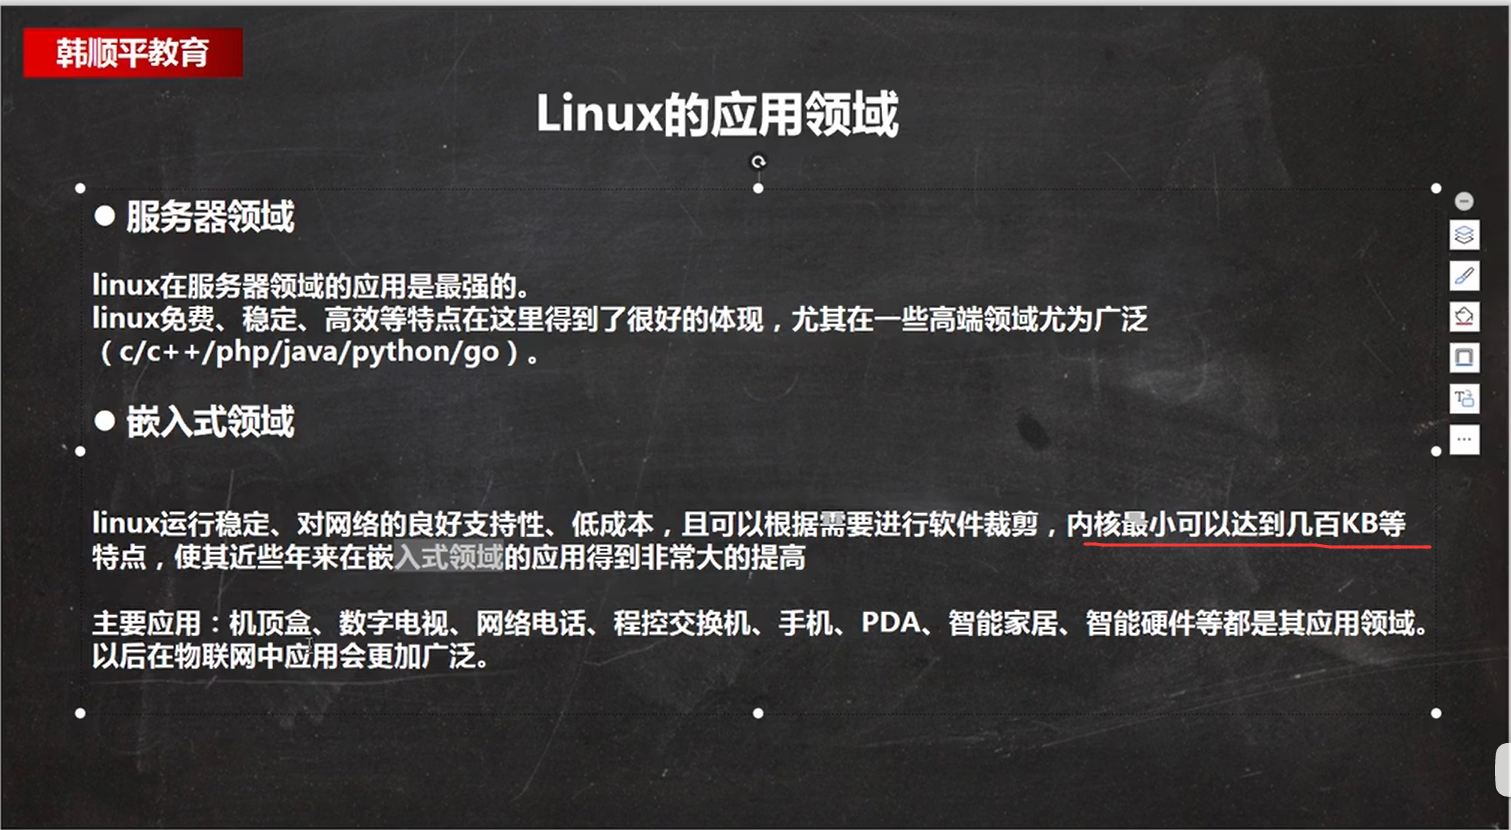 韩顺平教育
Linux的应用领域
● 服务器领域
linux在服务器领域的应用是最强的。
linux免费、稳定、高效等特点在这里得到了很好的体现，尤其在一些高端领域尤为广泛
（c/c++/php/java/python/go）。
● 嵌入式领域
linux运行稳定、对网络的良好支持性、低成本，且可以根据需要进行软件裁剪，内核最小可以达到几百KB等
特点，使其近些年来在嵌入式领域的应用得到非常大的提高
主要应用：机顶盒、数字电视、网络电话、程控交换机、手机、PDA、智能家居、智能硬件等都是其应用领域。
以后在物联网中应用会更加广泛。